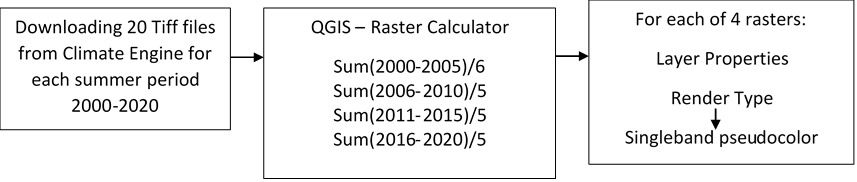 Downloading 20 Tiff files
from Climate Engine for
each summer period
2000-2020
QGIS – Raster Calculator
Sum(2000-2005)/6
Sum(2006-2010)/5
Sum(2011-2015)/5
Sum(2016-2020)/5
For each of 4 rasters:
Layer Properties
Render Type
Singleband pseudocolor